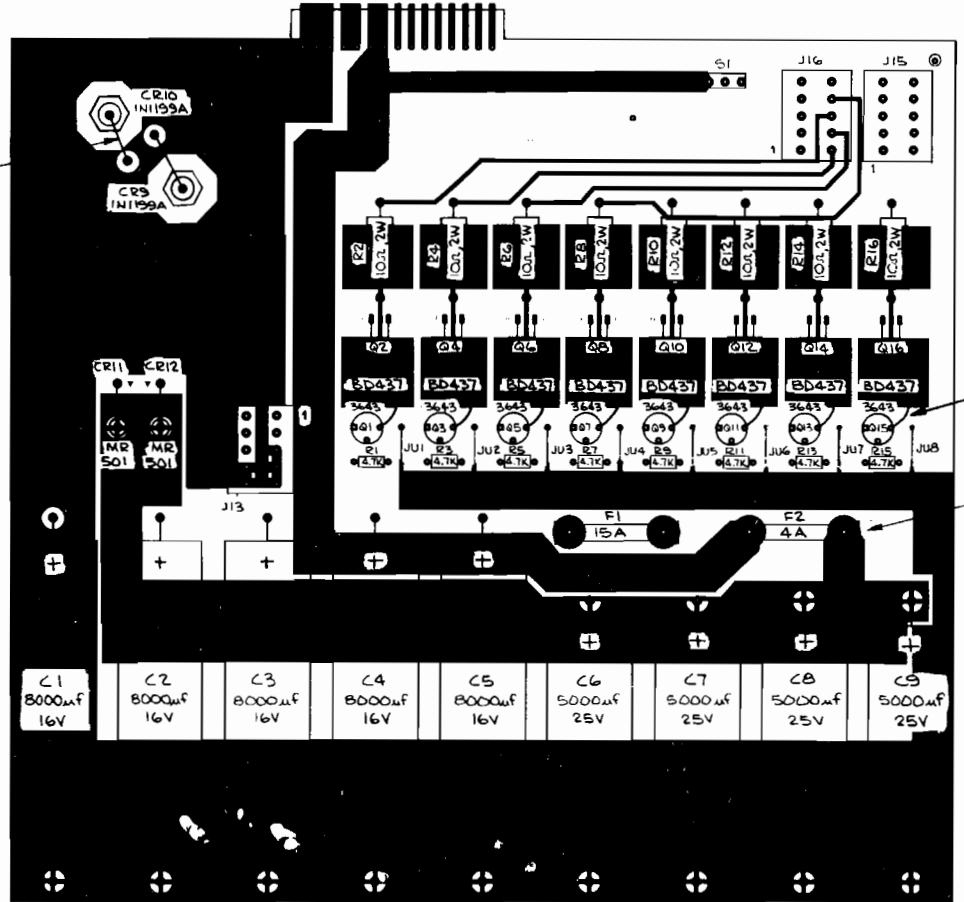 S1
J16
J15
CR10
1N1199A
1
1
CR9
1N1199A
R2
10Ω, 2W
R4
10Ω, 2W
R6
10Ω, 2W
R8
10Ω, 2W
R10
10Ω, 2W
R12
10Ω, 2W
R14
10Ω, 2W
R16
10Ω, 2W
Q2 Q4 Q6 Q8 Q10 Q12 Q14 Q16
CR11 CR12
BD437 BD437 BD437 BD437 BD437 BD437 BD437 BD437
3643 3643 3643 3643 3643 3643 3643 3643
1
Q1 Q3 Q5 Q7 Q9 Q11 Q13 Q15
MR
501
MR
501
JU1 JU2 JU3 JU4 JU5 JU6 JU7 JU8
R1 R3 R5 R7 R9 R11 R13 R15
4.7K 4.7K 4.7K 4.7K 4.7K 4.7K 4.7K 4.7K
J13
F1
15A
F2
4A
+ + + + +
+ + + +
C1
8000uf
16V
C2
8000uf
16V
C3
8000uf
16V
C4
8000uf
16V
C5
8000uf
16V
C6
5000uf
25V
C7
5000uf
25V
C8
5000uf
25V
C9
5000uf
25V